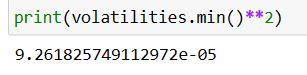 print(volatilities.min()**2)
9.261825749112972e-05